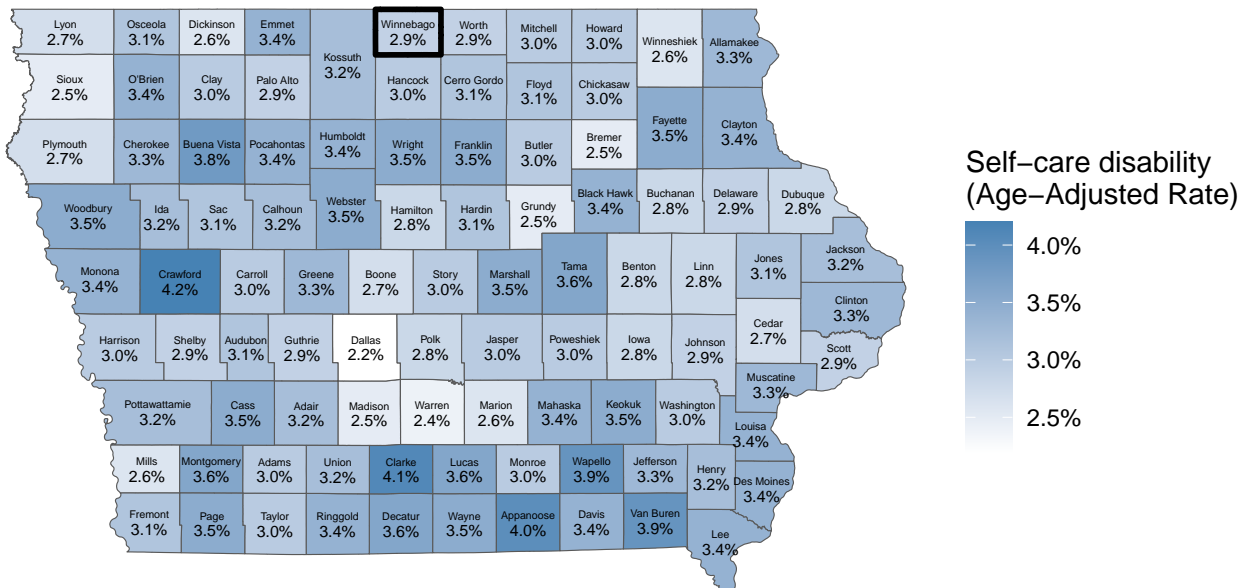 Lyon
2.7%
Osceola
3.1%
Dickinson
2.6%
Emmet
3.4%
Kossuth
3.2%
Winnebago
2.9%
Worth
2.9%
Mitchell
3.0%
Howard
3.0%
Winneshiek
2.6%
Allamakee
3.3%
Sioux
2.5%
O'Brien
3.4%
Clay
3.0%
Palo Alto
2.9%
Hancock
3.0%
Cerro Gordo
3.1%
Floyd
3.1%
Chickasaw
3.0%
Fayette
3.5%
Clayton
3.4%
Plymouth
2.7%
Cherokee
3.3%
Buena Vista
3.8%
Pocahontas
3.4%
Humboldt
3.4%
Wright
3.5%
Franklin
3.5%
Butler
3.0%
Bremer
2.5%
Woodbury
3.5%
Ida
3.2%
Sac
3.1%
Calhoun
3.2%
Webster
3.5%
Hamilton
2.8%
Hardin
3.1%
Grundy
2.5%
Black Hawk
3.4%
Buchanan
2.8%
Delaware
2.9%
Dubuque
2.8%
Monona
3.4%
Crawford
4.2%
Carroll
3.0%
Greene
3.3%
Boone
2.7%
Story
3.0%
Marshall
3.5%
Tama
3.6%
Benton
2.8%
Linn
2.8%
Jones
3.1%
Jackson
3.2%
Clinton
3.3%
Harrison
3.0%
Shelby
2.9%
Audubon
3.1%
Guthrie
2.9%
Dallas
2.2%
Polk
2.8%
Jasper
3.0%
Poweshiek
3.0%
Iowa
2.8%
Johnson
2.9%
Cedar
2.7%
Scott
2.9%
Muscatine
3.3%
Pottawattamie
3.2%
Cass
3.5%
Adair
3.2%
Madison
2.5%
Warren
2.4%
Marion
2.6%
Mahaska
3.4%
Keokuk
3.5%
Washington
3.0%
Louisa
3.4%
Mills
2.6%
Montgomery
3.6%
Adams
3.0%
Union
3.2%
Clarke
4.1%
Lucas
3.6%
Monroe
3.0%
Wapello
3.9%
Jefferson
3.3%
Henry
3.2%
Des Moines
3.4%
Fremont
3.1%
Page
3.5%
Taylor
3.0%
Ringgold
3.4%
Decatur
3.6%
Wayne
3.5%
Appanoose
4.0%
Davis
3.4%
Van Buren
3.9%
Lee
3.4%
Self−care disability
(Age−Adjusted Rate)
4.0%
3.5%
3.0%
2.5%